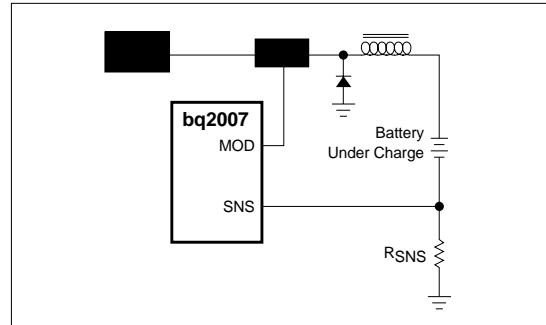 bq2007
MOD
Battery
Under Charge
SNS
RSNS